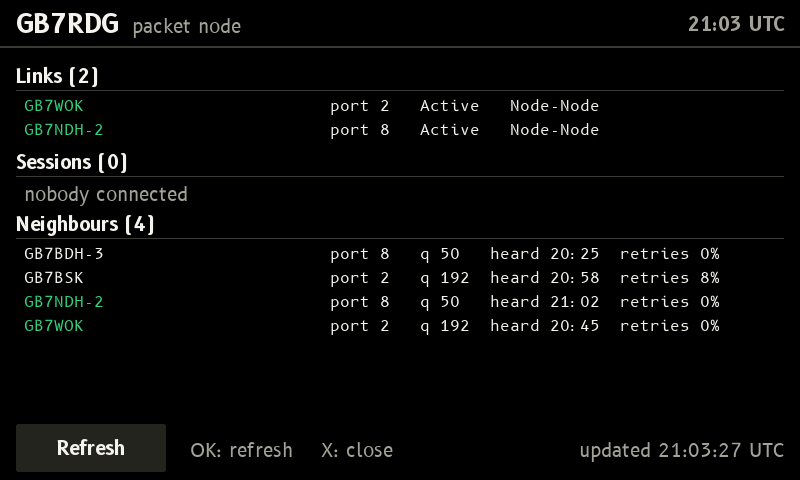 GB7RDG packet node 21:03 UTC
Links (2)
GB7WOK port 2 Active Node-Node
GB7NDH-2 port 8 Active Node-Node
Sessions (0)
nobody connected
Neighbours (4)
GB7BDH-3 port 8 q 50 heard 20:25 retries 0%
GB7BSK port 2 q 192 heard 20:58 retries 8%
GB7NDH-2 port 8 q 50 heard 21:02 retries 0%
GB7WOK port 2 q 192 heard 20:45 retries 0%
Refresh OK: refresh X: close updated 21:03:27 UTC